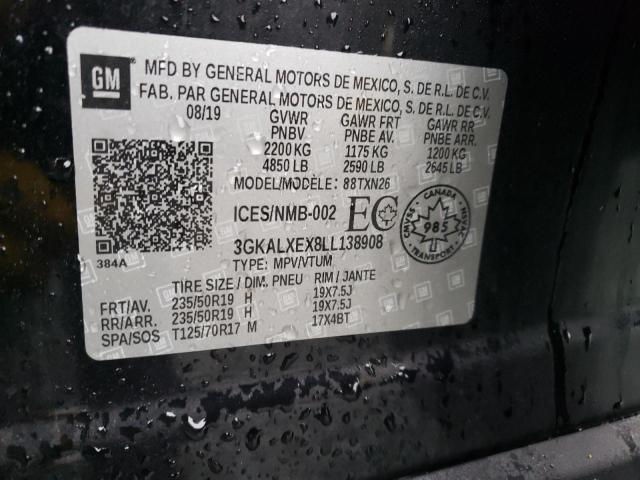 GM
MFD BY GENERAL MOTORS DE MEXICO, S. DE R.L. DE C.V.
FAB. PAR GENERAL MOTORS DE MEXICO, S. DE R.L. DE C.V.
08/19 GVWR GAWR FRT GAWR RR
PNBV PNBE AV. PNBE ARR.
2200 KG 1175 KG 1200 KG
4850 LB 2590 LB 2645 LB
MODEL/MODÈLE: 88TXN26
ICES/NMB-002 EC
CANADA
985
TRANSPORT
3GKALXEX8LL138908
384A
TYPE: MPV/VTUM
TIRE SIZE / DIM. PNEU RIM / JANTE
FRT/AV. 235/50R19 H 19X7.5J
RR/ARR. 235/50R19 H 19X7.5J
SPA/SOS T125/70R17 M 17X4BT